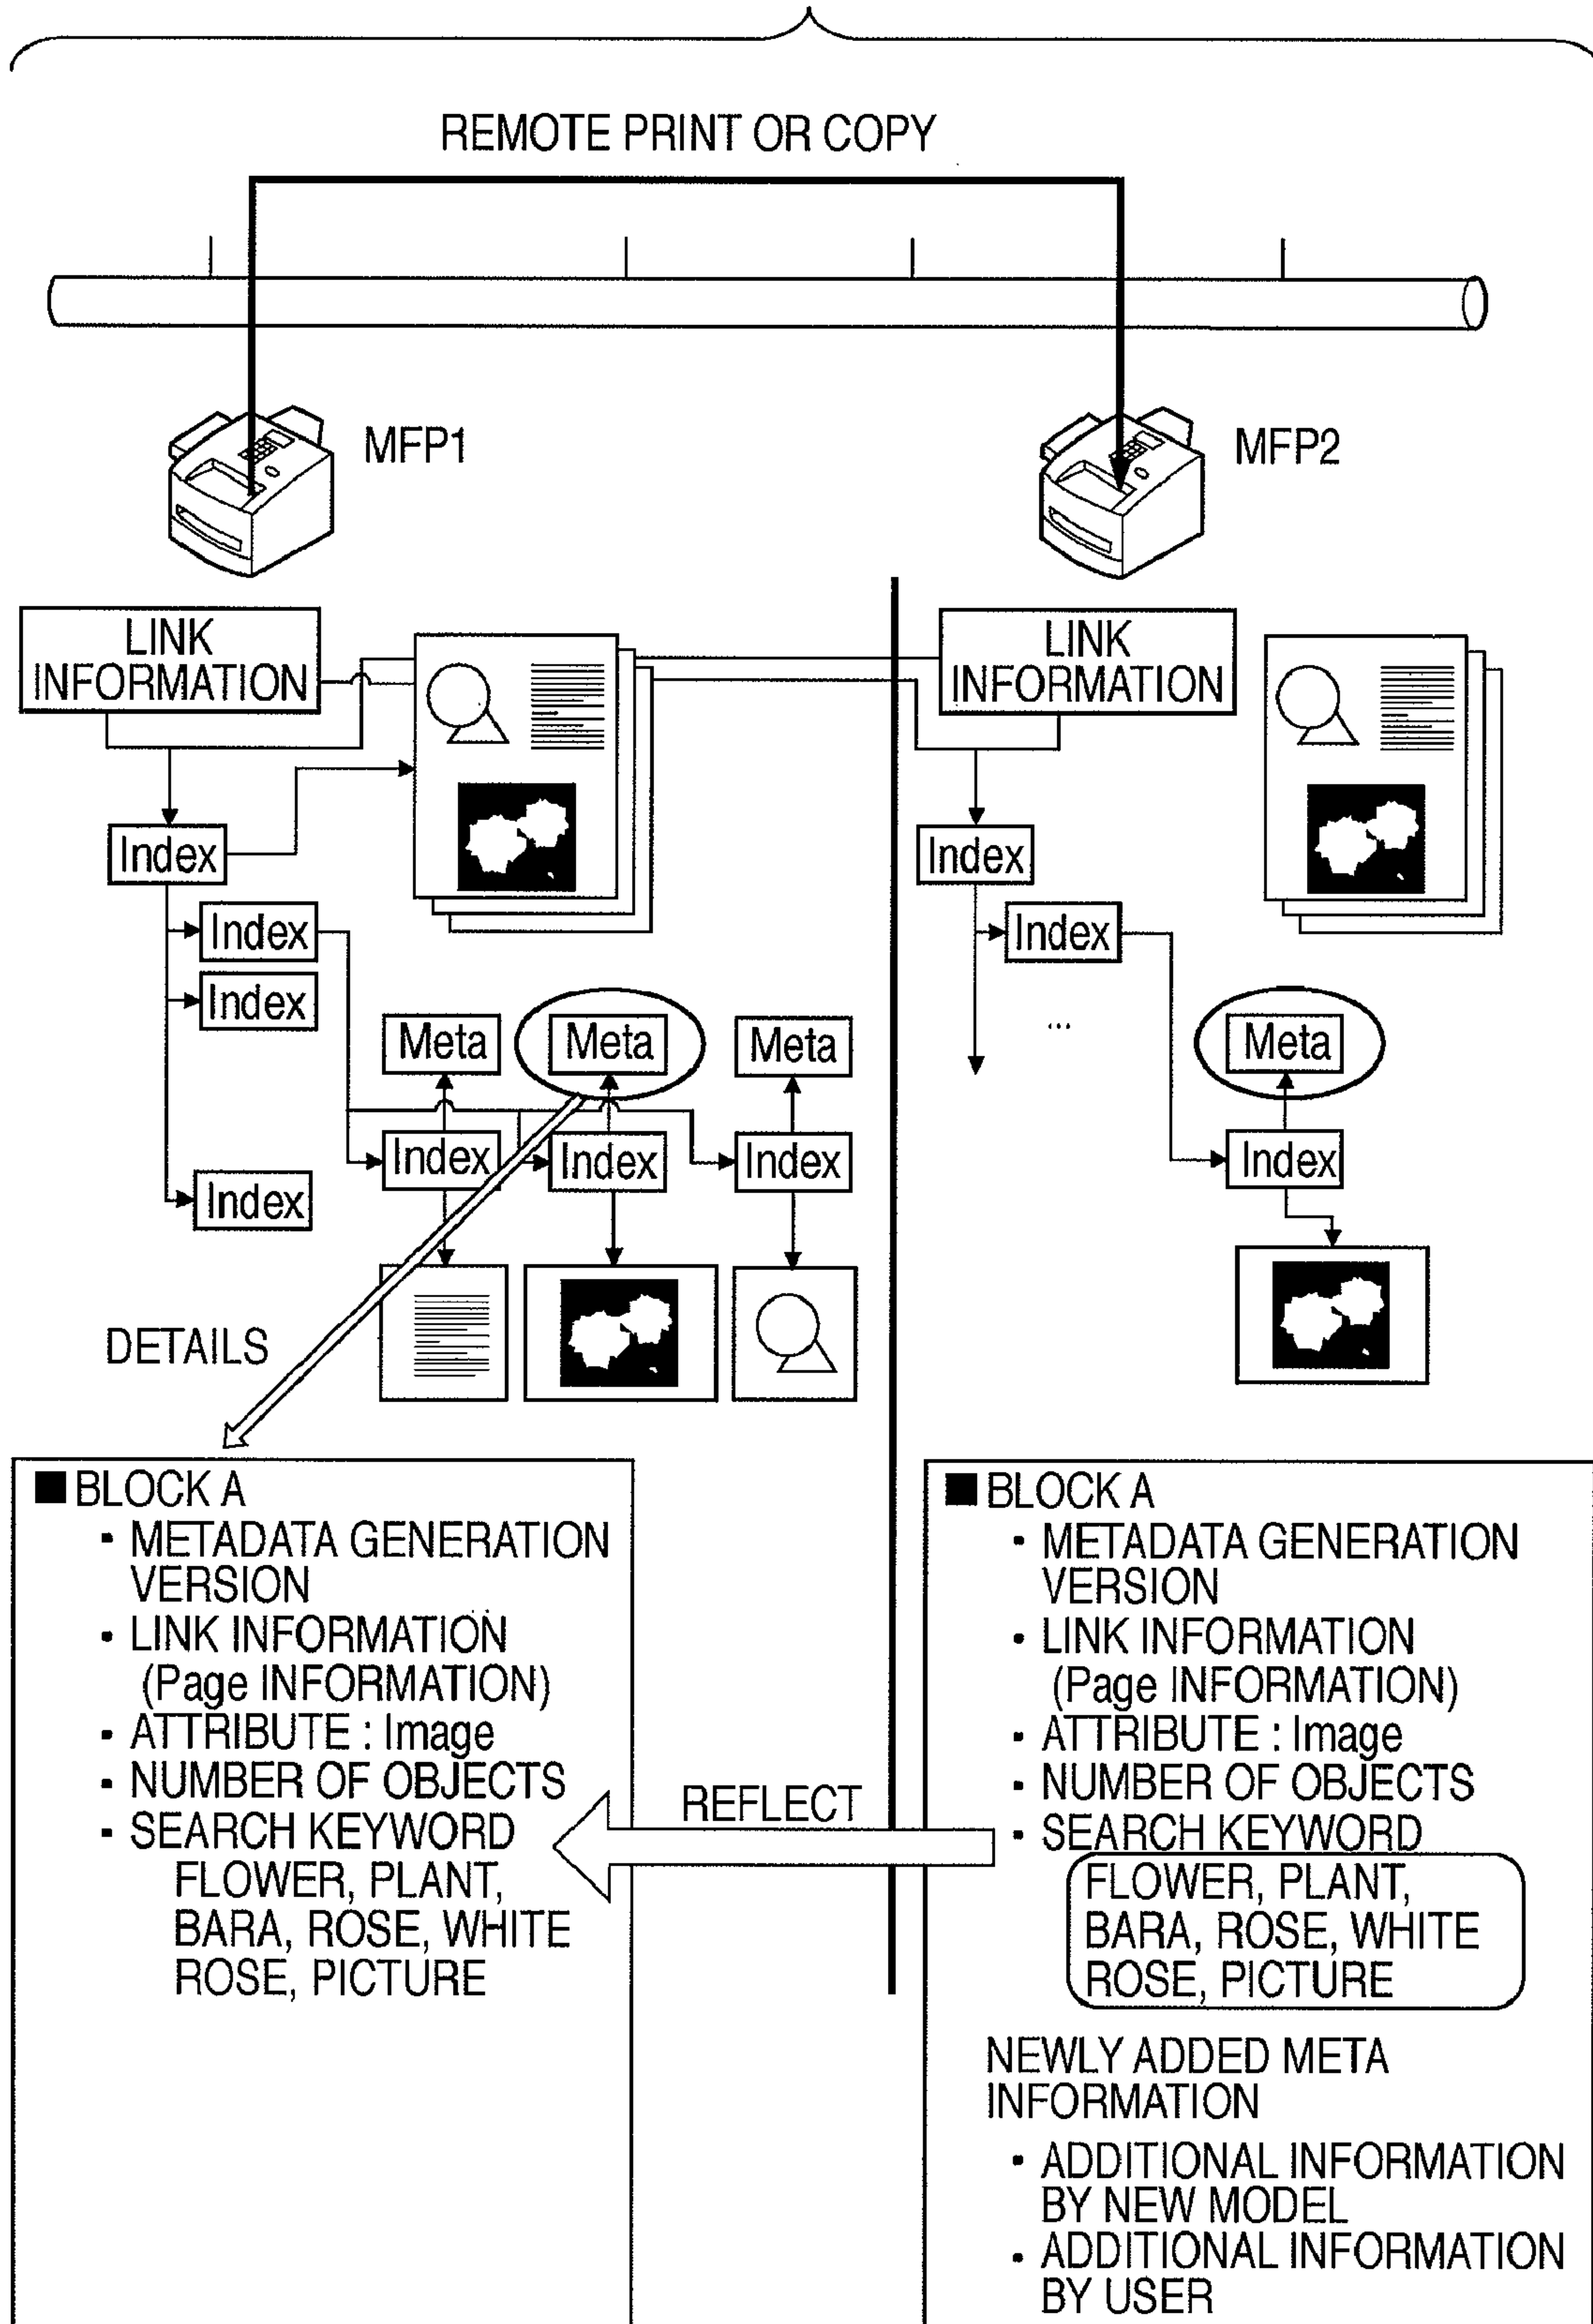 REMOTE PRINT OR COPY
MFP1
MFP2
LINK
INFORMATION
LINK
INFORMATION
Index
Index
Index
Index
Index
Index
Meta
Meta
Meta
...
Meta
Index
Index
Index
Index
Index
DETAILS
■ BLOCK A
- METADATA GENERATION
VERSION
- LINK INFORMATION
(Page INFORMATION)
- ATTRIBUTE : Image
- NUMBER OF OBJECTS
- SEARCH KEYWORD
FLOWER, PLANT,
BARA, ROSE, WHITE
ROSE, PICTURE
REFLECT
■ BLOCK A
- METADATA GENERATION
VERSION
- LINK INFORMATION
(Page INFORMATION)
- ATTRIBUTE : Image
- NUMBER OF OBJECTS
- SEARCH KEYWORD
FLOWER, PLANT,
BARA, ROSE, WHITE
ROSE, PICTURE
NEWLY ADDED META
INFORMATION
- ADDITIONAL INFORMATION
BY NEW MODEL
- ADDITIONAL INFORMATION
BY USER